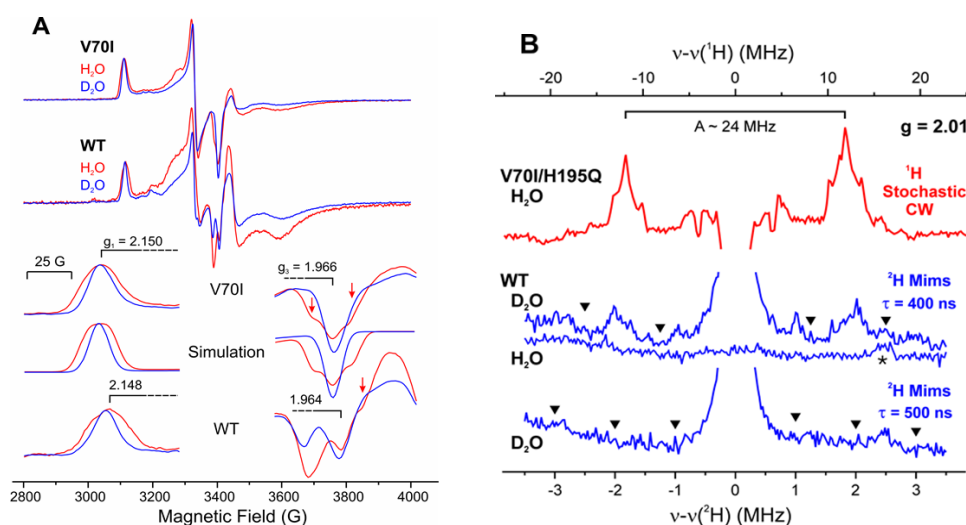 A
V70I
H₂O
D₂O
WT
H₂O
D₂O
g₁ = 2.150
25 G
V70I
g₃ = 1.966
Simulation
2.148
WT
1.964
2800 3000 3200 3400 3600 3800 4000
Magnetic Field (G)
B
ν-ν(¹H) (MHz)
-20 -10 0 10 20
A ~ 24 MHz
g = 2.01
V70I/H195Q
H₂O
¹H
Stochastic
CW
WT
D₂O
²H Mims
τ = 400 ns
H₂O
*
²H Mims
τ = 500 ns
D₂O
-3 -2 -1 0 1 2 3
ν-ν(²H) (MHz)